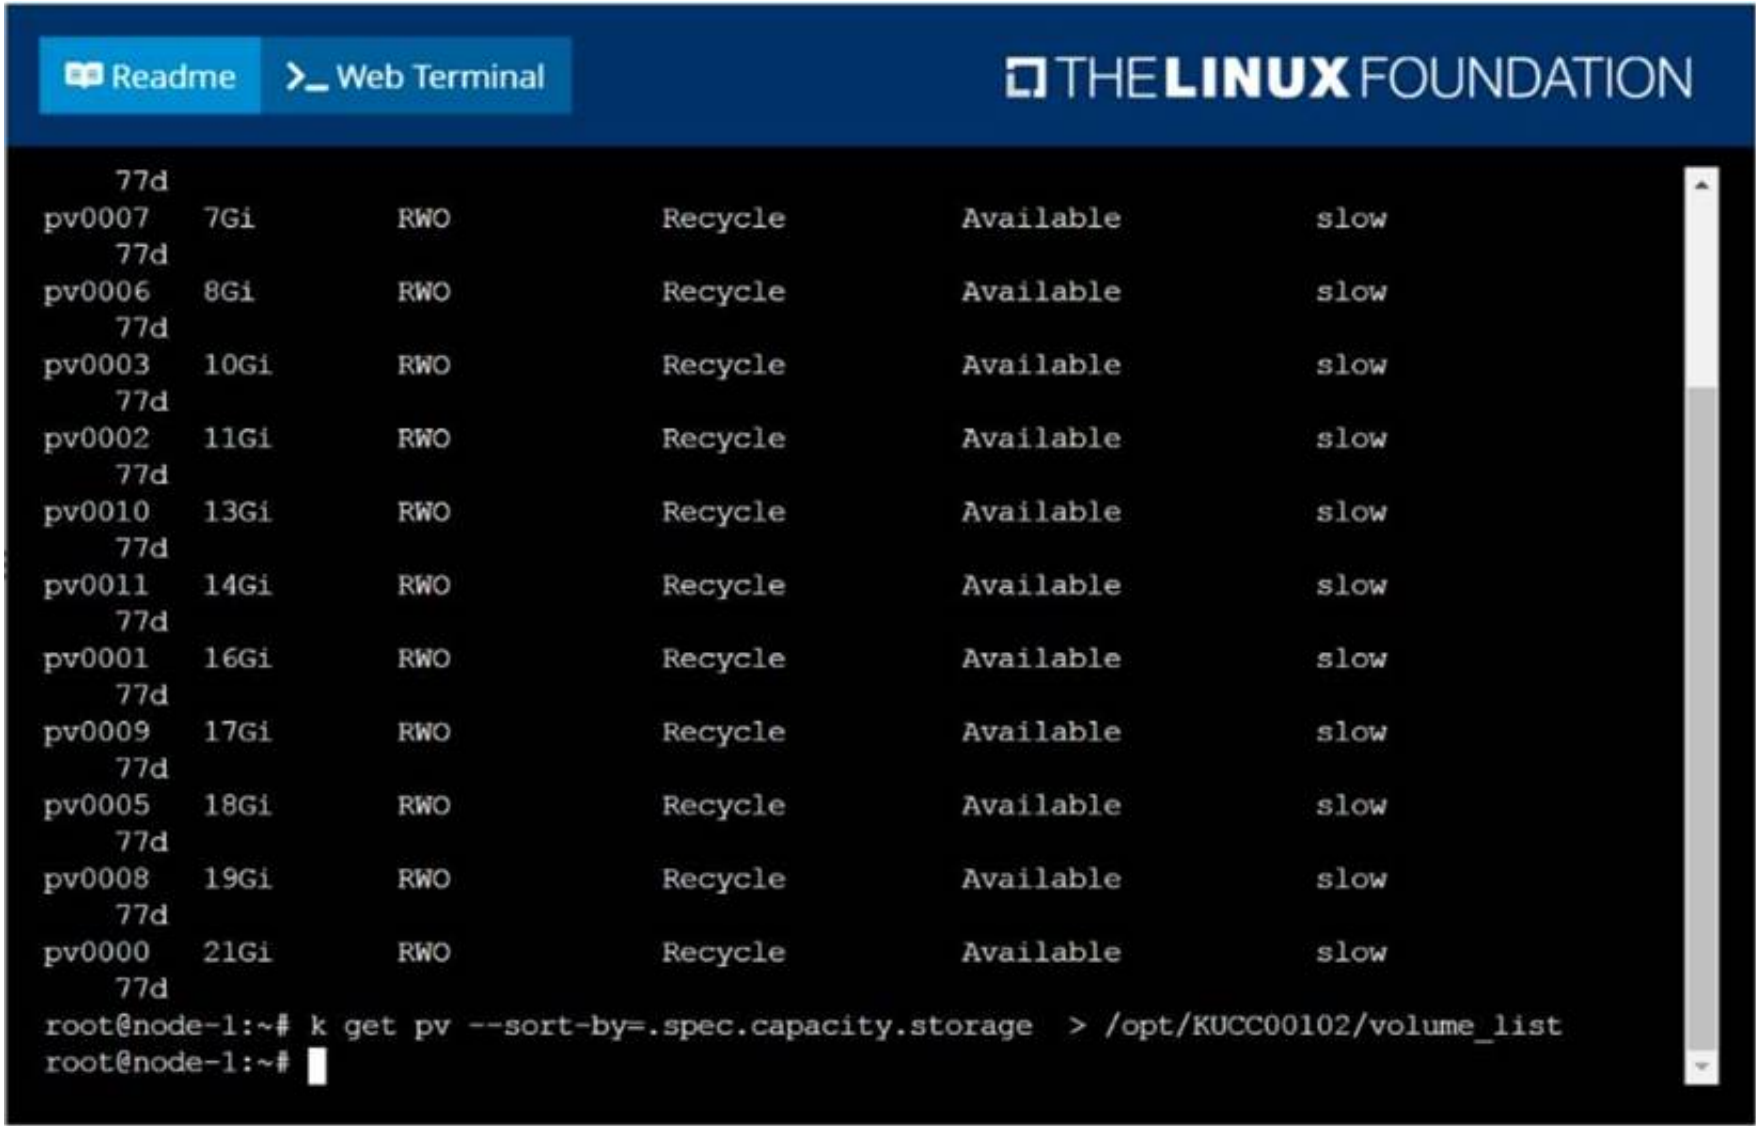 Readme
>_ Web Terminal
THE LINUX FOUNDATION
77d
pv0007 7Gi RWO Recycle Available slow
77d
pv0006 8Gi RWO Recycle Available slow
77d
pv0003 10Gi RWO Recycle Available slow
77d
pv0002 11Gi RWO Recycle Available slow
77d
pv0010 13Gi RWO Recycle Available slow
77d
pv0011 14Gi RWO Recycle Available slow
77d
pv0001 16Gi RWO Recycle Available slow
77d
pv0009 17Gi RWO Recycle Available slow
77d
pv0005 18Gi RWO Recycle Available slow
77d
pv0008 19Gi RWO Recycle Available slow
77d
pv0000 21Gi RWO Recycle Available slow
77d
root@node-1:~# k get pv --sort-by=.spec.capacity.storage > /opt/KUCC00102/volume_list
root@node-1:~#